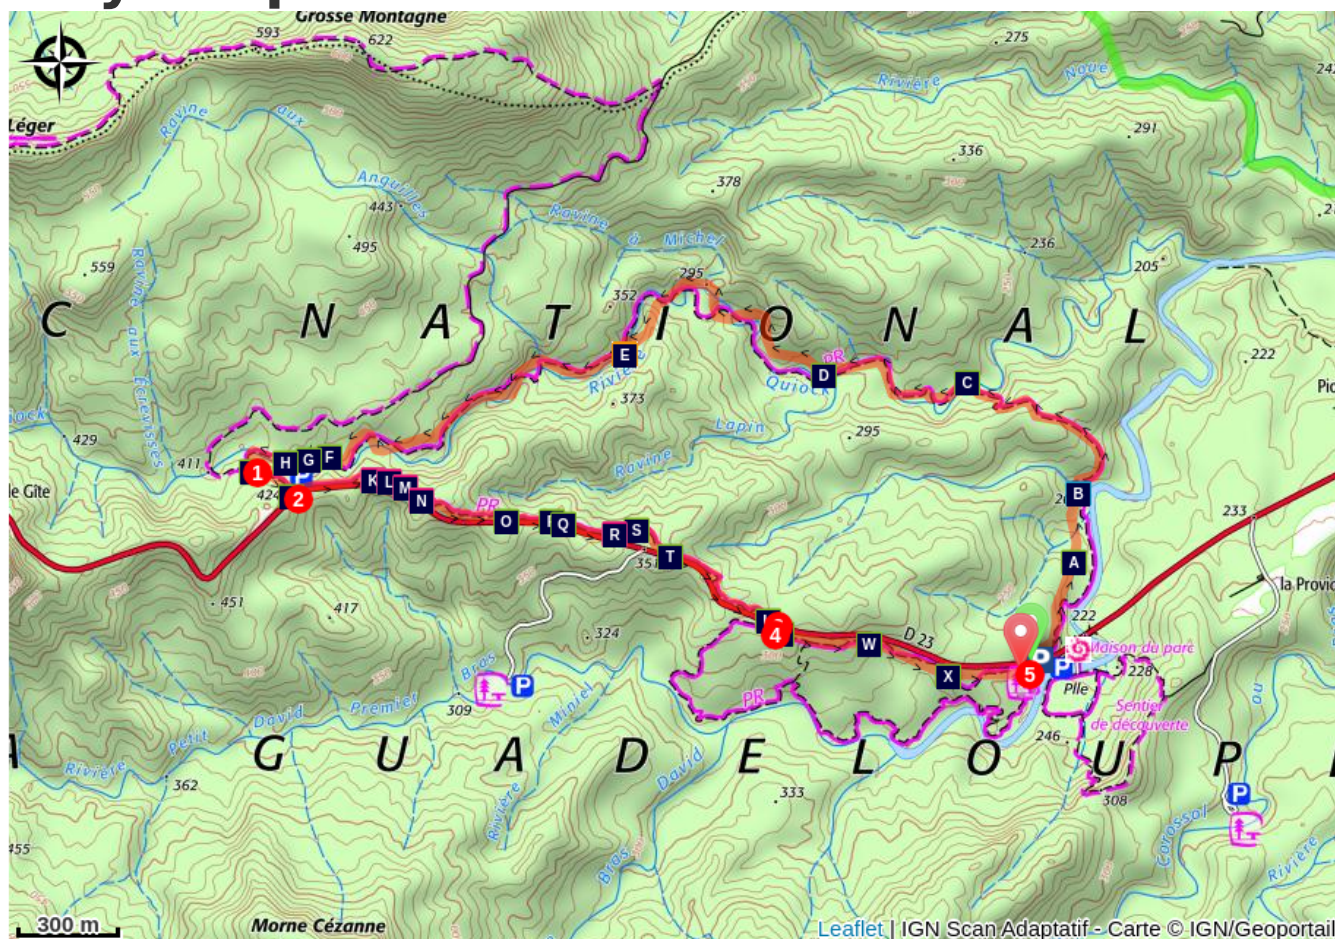 Grosse Montagne
593
622
Léger
275
Rivière
Noue
291
336
378
Ravine
aux
Anguilles
443
495
559
Ravine à Michel
295
352
236
205
222
C N A T I O N A L
Ravine aux Écrevisses
E
Rivière
PR
D
Quiock
C
373
Lapin
Ravine
295
429
411
le Gîte
1
H
G
F
424
2
K
L
M
N
PR
O
Q
R
S
351
T
B
A
233
la Provid
451
417
324
222
4
D 23
W
X
5
P
Maison du parc
228
Plle
Sentier
de découverte
PR
246
308
Bras
David
Premier
Petit
Rivière
309
P
Miniel
Rivière
362
G U A D E L O U P
Bras
David
333
P
Corossol
Rivière
455
Morne Cézanne
300 m
Leaflet | IGN Scan Adaptatif - Carte © IGN/Geoportail